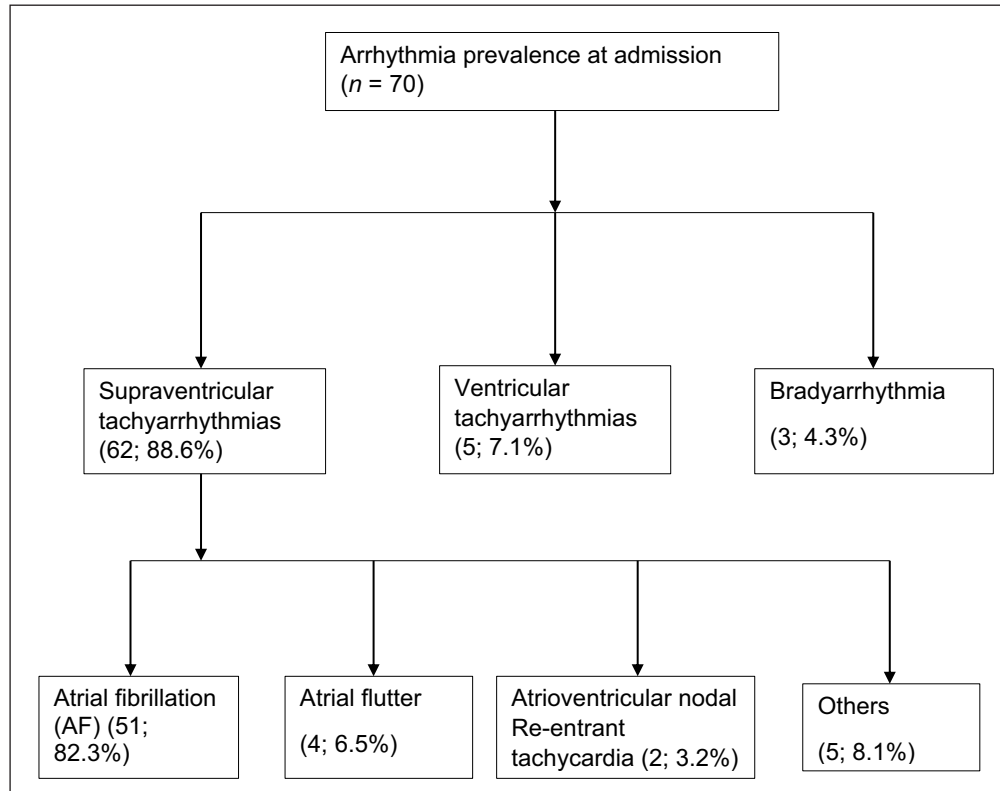 Arrhythmia prevalence at admission
(n = 70)
Supraventricular
tachyarrhythmias
(62; 88.6%)
Ventricular
tachyarrhythmias
(5; 7.1%)
Bradyarrhythmia
(3; 4.3%)
Atrial fibrillation
(AF) (51;
82.3%)
Atrial flutter
(4; 6.5%)
Atrioventricular nodal
Re-entrant
tachycardia (2; 3.2%)
Others
(5; 8.1%)